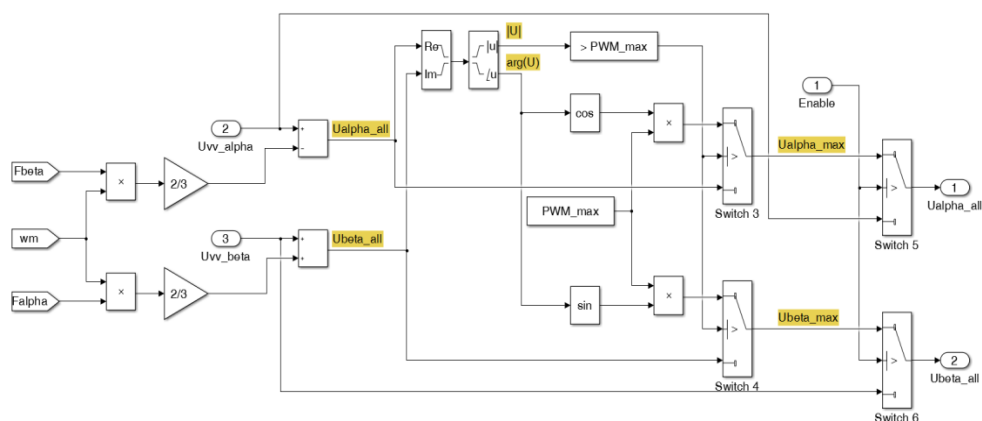 |U|
Re
|u|
> PWM_max
Im
∠u
arg(U)
1
Enable
cos
×
2
Uvv_alpha
+
-
Ualpha_all
Ualpha_max
>
Switch 3
>
1
Ualpha_all
Switch 5
Fbeta
×
2/3
PWM_max
wm
3
Uvv_beta
+
+
Ubeta_all
Falpha
×
2/3
sin
×
Ubeta_max
>
Switch 4
>
2
Ubeta_all
Switch 6